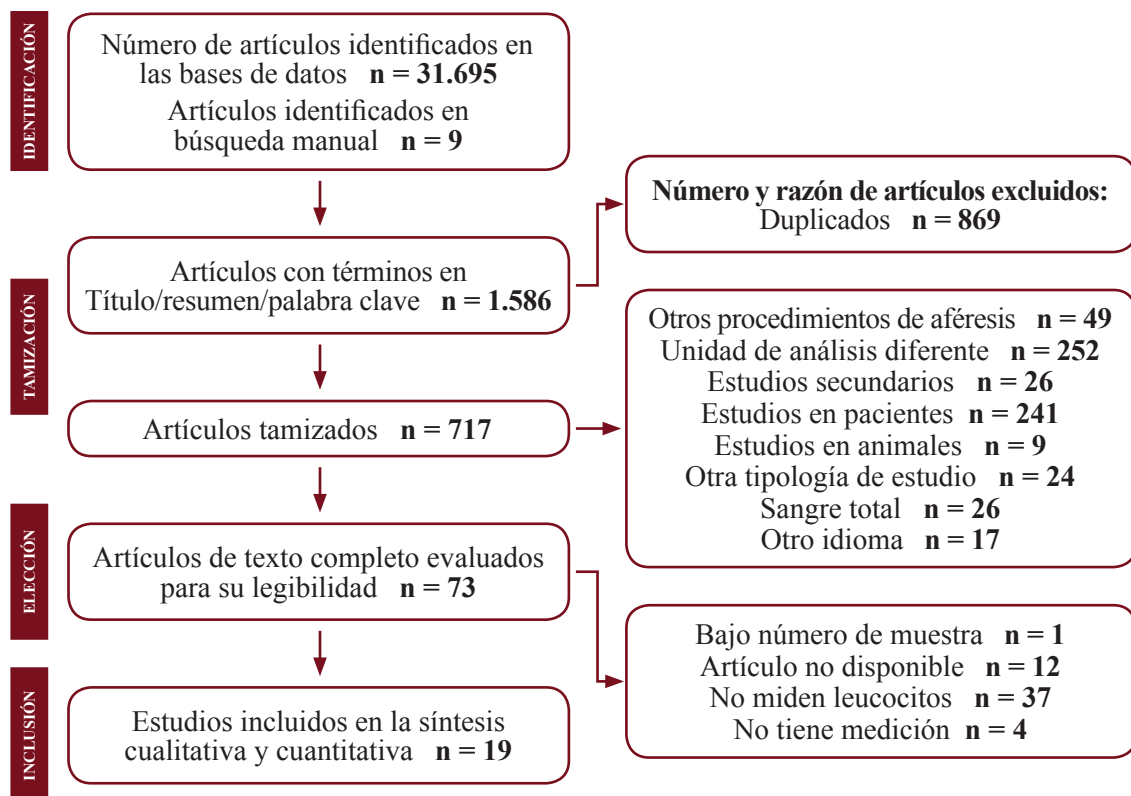 IDENTIFICACIÓN
Número de artículos identificados en
las bases de datos n = 31.695
Artículos identificados en
búsqueda manual n = 9
Número y razón de artículos excluidos:
Duplicados n = 869
TAMIZACIÓN
Artículos con términos en
Título/resumen/palabra clave n = 1.586
Artículos tamizados n = 717
Otros procedimientos de aféresis n = 49
Unidad de análisis diferente n = 252
Estudios secundarios n = 26
Estudios en pacientes n = 241
Estudios en animales n = 9
Otra tipología de estudio n = 24
Sangre total n = 26
Otro idioma n = 17
ELECCIÓN
Artículos de texto completo evaluados
para su legibilidad n = 73
Bajo número de muestra n = 1
Artículo no disponible n = 12
No miden leucocitos n = 37
No tiene medición n = 4
INCLUSIÓN
Estudios incluidos en la síntesis
cualitativa y cuantitativa n = 19